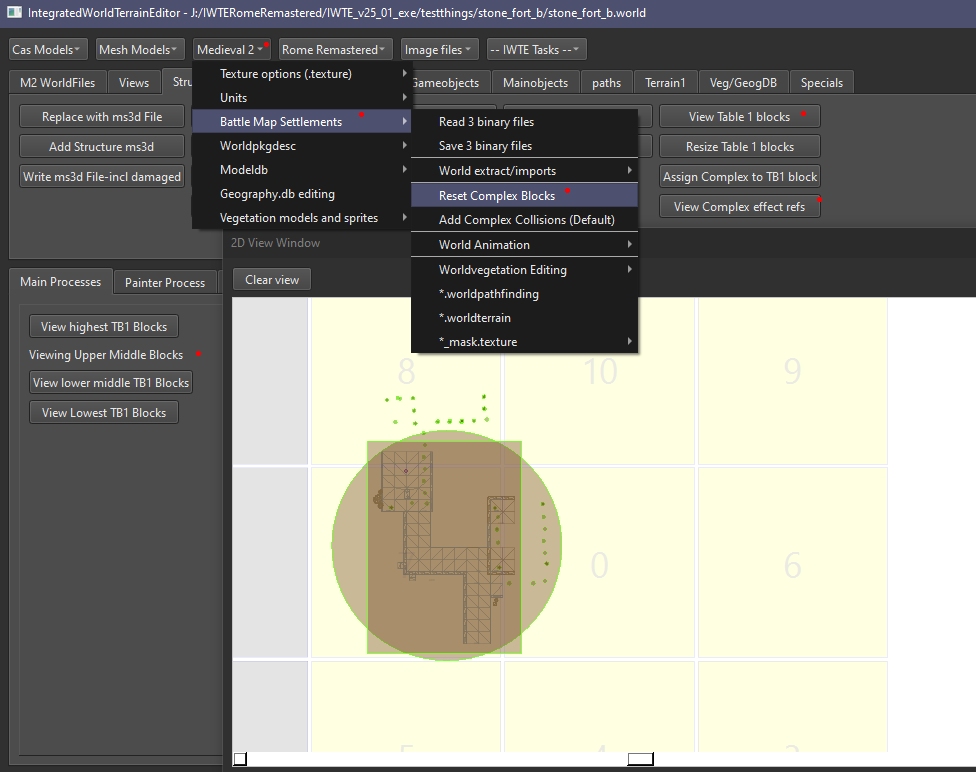 IntegratedWorldTerrainEditor - J:/IWTERomeRemastered/IWTE_v25_01_exe/testthings/stone_fort_b/stone_fort_b.world
Cas Models Mesh Models Medieval 2 Rome Remastered Image files -- IWTE Tasks --
M2 WorldFiles Views Stru Gameobjects Mainobjects paths Terrain1 Veg/GeogDB Specials
Texture options (.texture)
Units
Battle Map Settlements
Worldpkgdesc
Modeldb
Geography.db editing
Vegetation models and sprites
Read 3 binary files
Save 3 binary files
World extract/imports
Reset Complex Blocks
Add Complex Collisions (Default)
World Animation
Worldvegetation Editing
*.worldpathfinding
*.worldterrain
*_mask.texture
Replace with ms3d File
Add Structure ms3d
Write ms3d File-incl damaged
View Table 1 blocks
Resize Table 1 blocks
Assign Complex to TB1 block
View Complex effect refs
2D View Window
Main Processes Painter Process
Clear view
View highest TB1 Blocks
Viewing Upper Middle Blocks
View lower middle TB1 Blocks
View Lowest TB1 Blocks
8 10 9
0 6